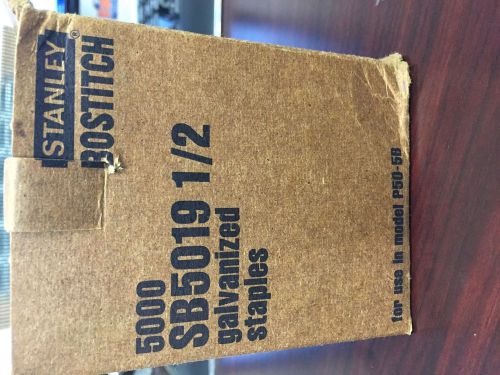 STANLEY®
BOSTITCH
5000
SB5019 1/2
galvanized
staples
for use in model P50-5B